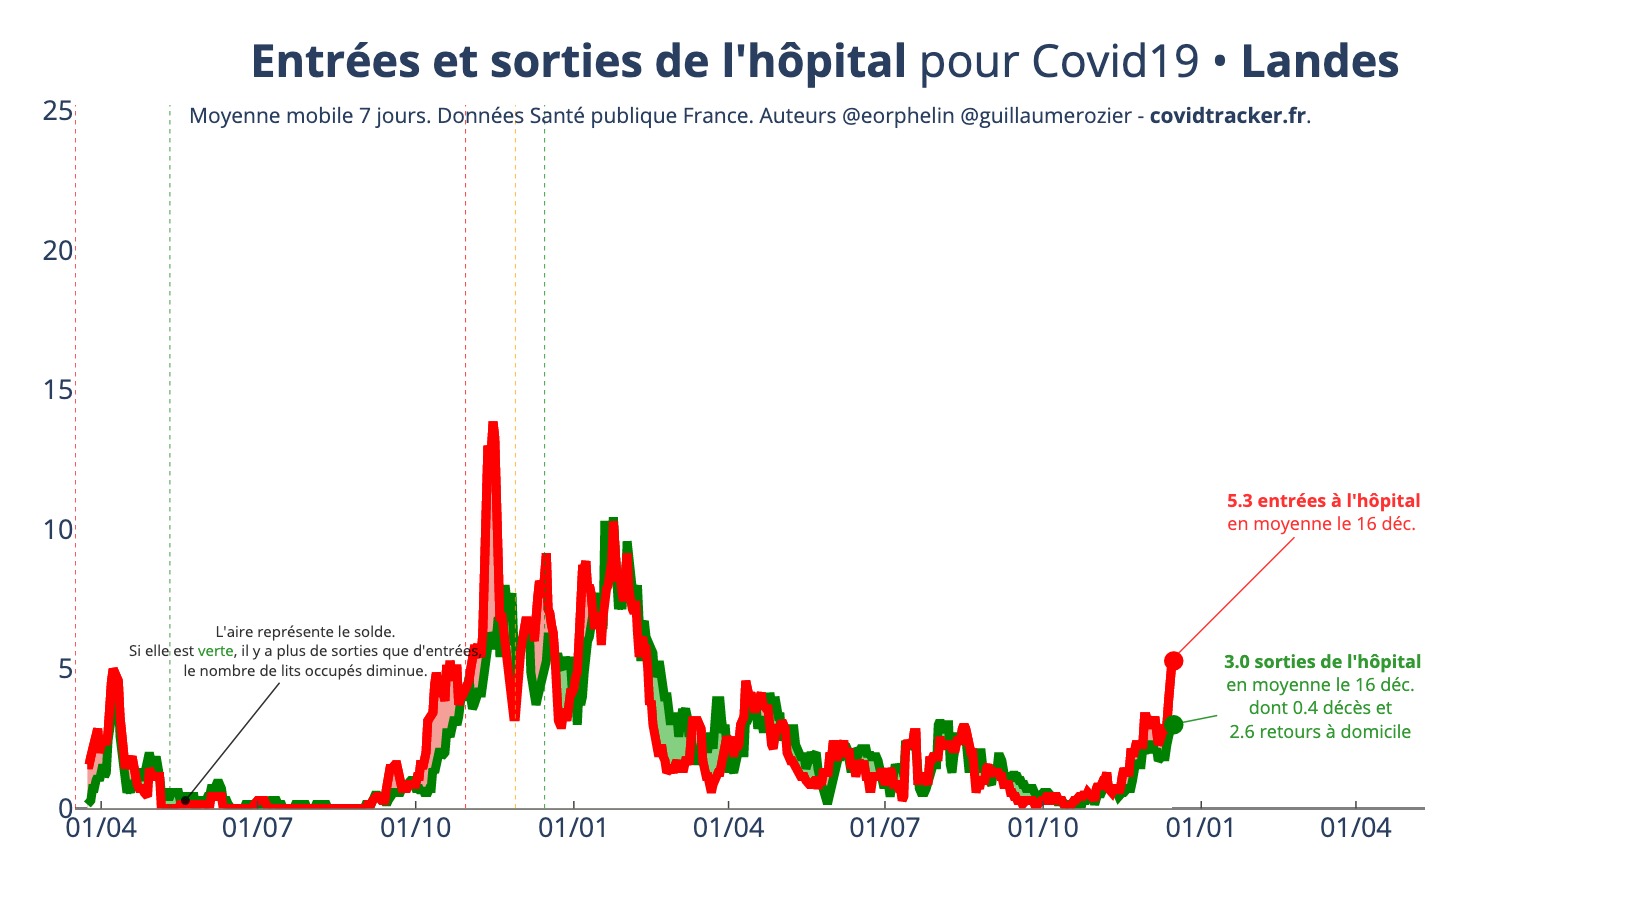 Entrées et sorties de l'hôpital pour Covid19 • Landes
Moyenne mobile 7 jours. Données Santé publique France. Auteurs @eorphelin @guillaumerozier - covidtracker.fr.
25
20
15
10
5
0
5.3 entrées à l'hôpital
en moyenne le 16 déc.
L'aire représente le solde.
Si elle est verte, il y a plus de sorties que d'entrées,
le nombre de lits occupés diminue.
3.0 sorties de l'hôpital
en moyenne le 16 déc.
dont 0.4 décès et
2.6 retours à domicile
01/04 01/07 01/10 01/01 01/04 01/07 01/10 01/01 01/04